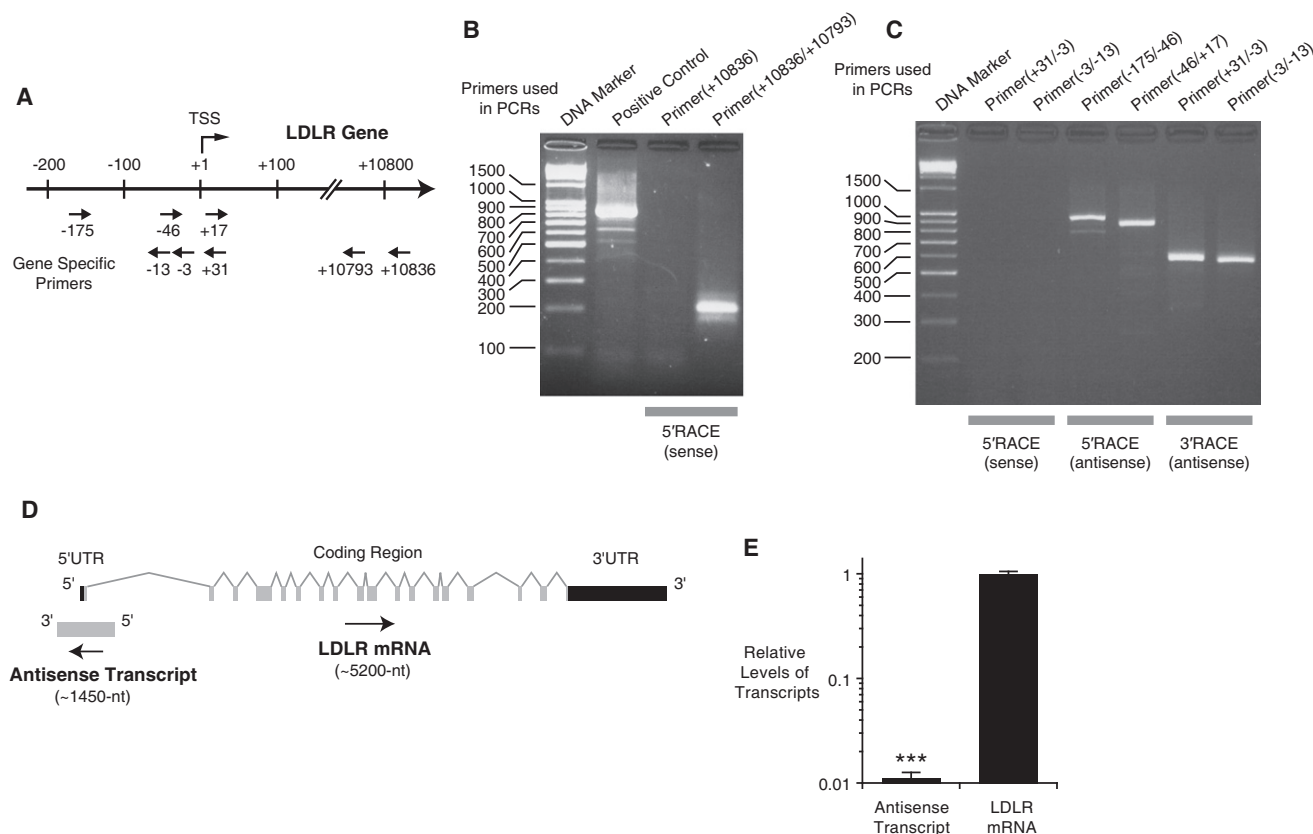 A
TSS
LDLR Gene
-200
-100
+1
+100
+10800
-175
-46
+17
Gene Specific
Primers
-13
-3
+31
+10793
+10836
B
Primers used
in PCRs
DNA Marker
Positive Control
Primer(+10836)
Primer(+10836/+10793)
1500
1000
900
800
700
600
500
400
300
200
100
5'RACE
(sense)
C
Primers used
in PCRs
DNA Marker
Primer(+31/-3)
Primer(-3/-13)
Primer(-175/-46)
Primer(-46/+17)
Primer(+31/-3)
Primer(-3/-13)
1500
1000
900
800
700
600
500
400
300
200
5'RACE
(sense)
5'RACE
(antisense)
3'RACE
(antisense)
D
5'UTR
Coding Region
3'UTR
5'
3'
3'
5'
Antisense Transcript
(~1450-nt)
LDLR mRNA
(~5200-nt)
E
Relative
Levels of
Transcripts
1
0.1
0.01
***
Antisense
Transcript
LDLR
mRNA